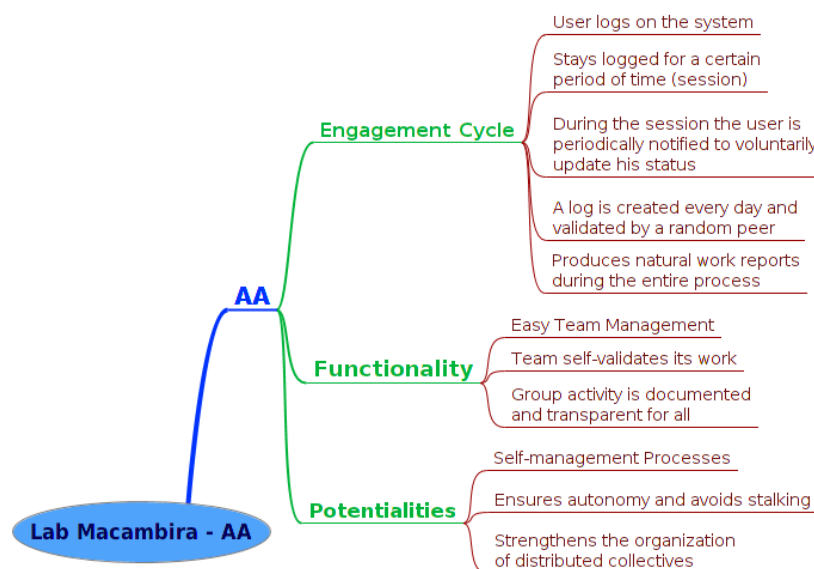 User logs on the system
Stays logged for a certain
period of time (session)
Engagement Cycle
During the session the user is
periodically notified to voluntarily
update his status
A log is created every day and
validated by a random peer
Produces natural work reports
during the entire process
AA
Easy Team Management
Functionality
Team self-validates its work
Group activity is documented
and transparent for all
Self-management Processes
Potentialities
Ensures autonomy and avoids stalking
Strengthens the organization
of distributed collectives
Lab Macambira - AA